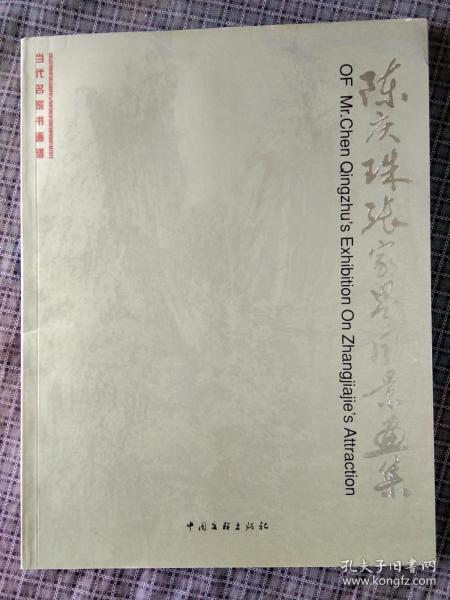 陈庆珠张家界风景画集
OF Mr.Chen Qingzhu's Exhibition On Zhangjiajie's Attraction
当代名家书画谱
中国文联出版社
孔夫子旧书网
www.kongfz.com